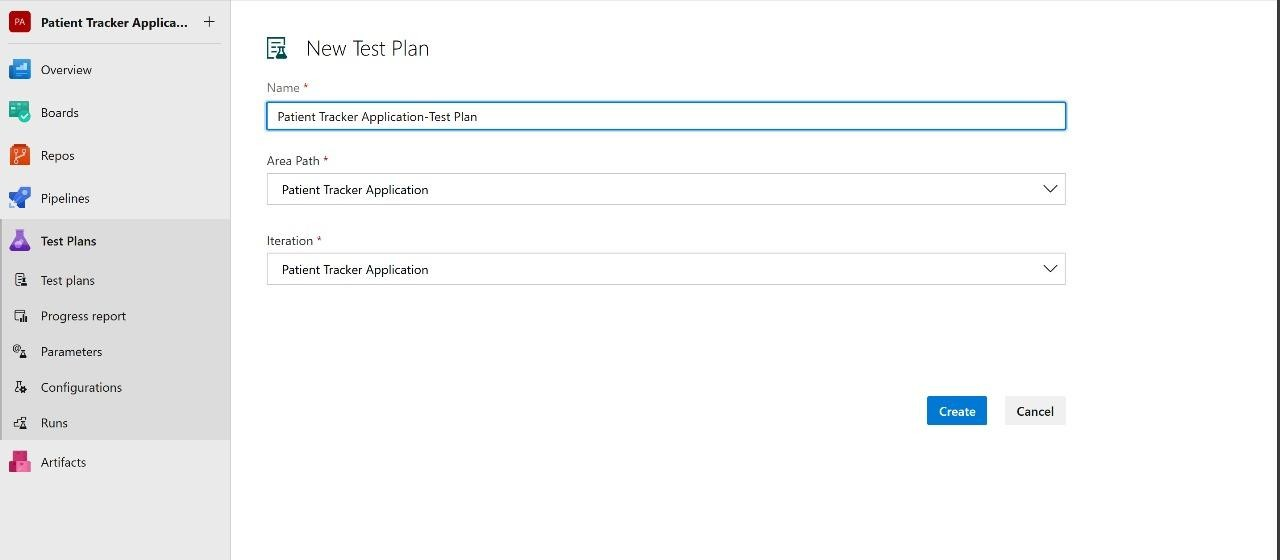 PA Patient Tracker Applica... +
Overview
Boards
Repos
Pipelines
Test Plans
Test plans
Progress report
Parameters
Configurations
Runs
Artifacts
New Test Plan
Name *
Patient Tracker Application-Test Plan
Area Path *
Patient Tracker Application
Iteration *
Patient Tracker Application
Create Cancel